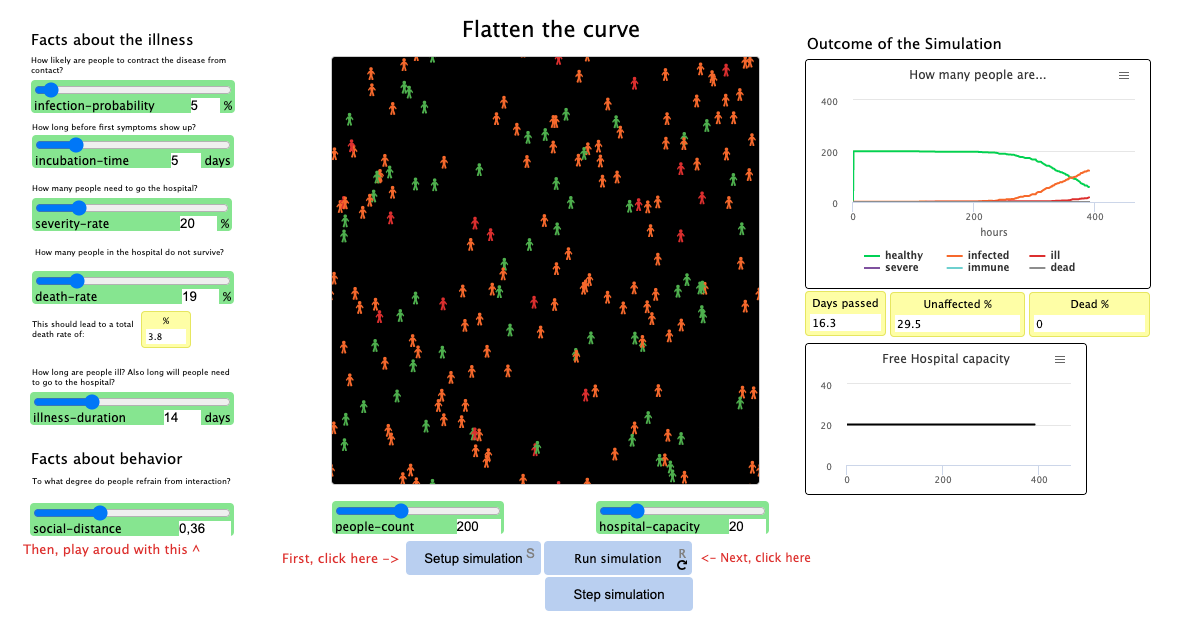 Flatten the curve
Facts about the illness
How likely are people to contract the disease from
contact?
infection-probability 5 %
How long before first symptoms show up?
incubation-time 5 days
How many people need to go the hospital?
severity-rate 20 %
How many people in the hospital do not survive?
death-rate 19 %
This should lead to a total
death rate of:
%
3.8
How long are people ill? Also long will people need
to go to the hospital?
illness-duration 14 days
Facts about behavior
To what degree do people refrain from interaction?
social-distance 0,36
Then, play aroud with this ^
people-count 200
hospital-capacity 20
First, click here ->
Setup simulation S
Run simulation R
<- Next, click here
Step simulation
Outcome of the Simulation
How many people are...
400
200
0
0 200 400
hours
healthy infected ill
severe immune dead
Days passed
16.3
Unaffected %
29.5
Dead %
0
Free Hospital capacity
40
20
0
0 200 400